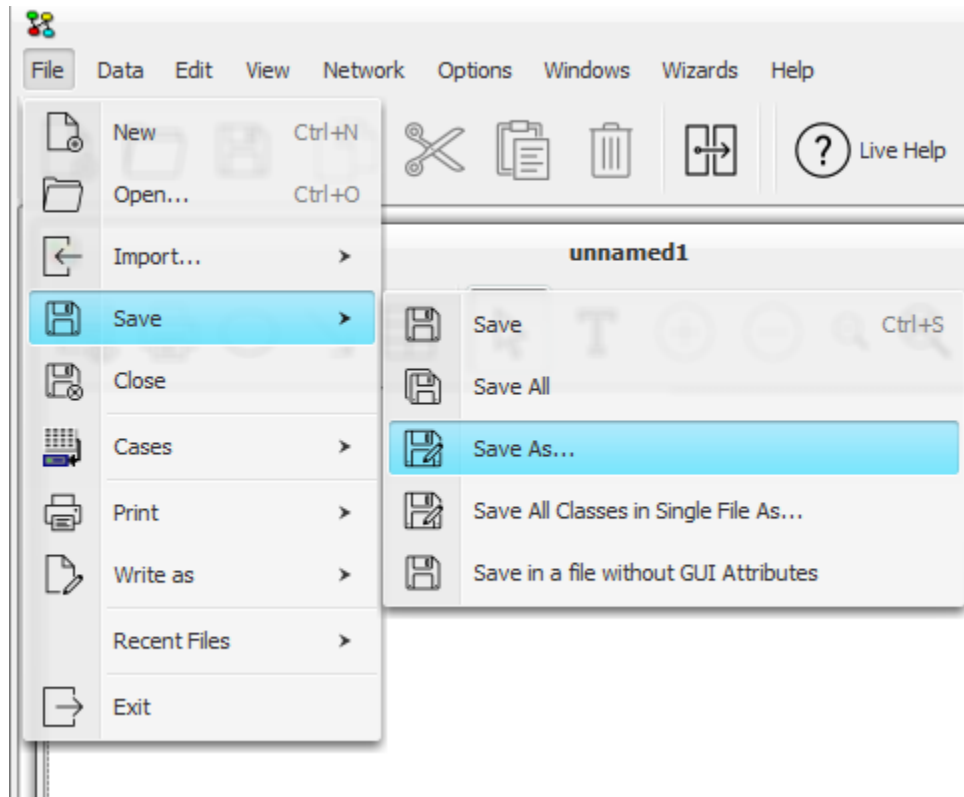 File Data Edit View Network Options Windows Wizards Help
New Ctrl+N
Open... Ctrl+O
Live Help
Import...
unnamed1
Save
Save Ctrl+S
Close
Save All
Cases
Save As...
Print
Save All Classes in Single File As...
Write as
Save in a file without GUI Attributes
Recent Files
Exit